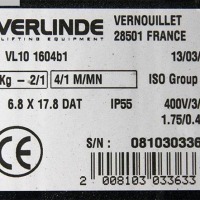 VERLINDE
LIFTING EQUIPMENT
VERNOUILLET
28501 FRANCE
VL10 1604b1
13/03/
Kg - 2/1
4/1 M/MN
ISO Group
6.8 X 17.8 DAT
IP55
400V/3/
1.75/0.4
CE
S/N :
081030336
2 008103 033633